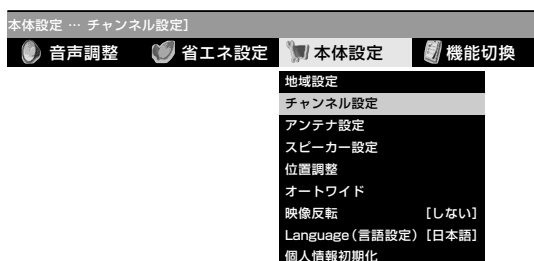 本体設定 … チャンネル設定]
音声調整 省エネ設定 本体設定 機能切換
地域設定
チャンネル設定
アンテナ設定
スピーカー設定
位置調整
オートワイド
映像反転 [しない]
Language(言語設定) [日本語]
個人情報初期化